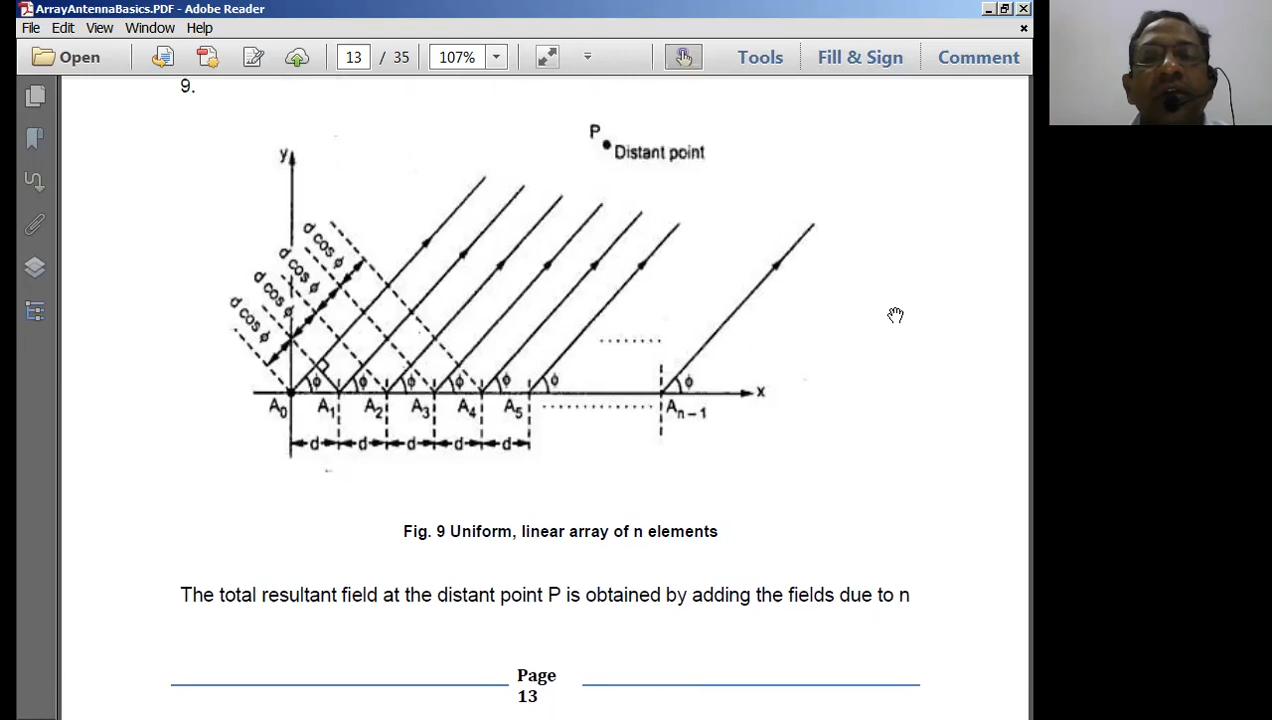 ArrayAntennaBasics.PDF - Adobe Reader
File Edit View Window Help
Open 13 / 35 107% Tools Fill & Sign Comment
9.
P
Distant point
y
d cos ϕ
d cos ϕ
d cos ϕ
d cos ϕ
ϕ ϕ ϕ ϕ ϕ ϕ ϕ
x
A0 A1 A2 A3 A4 A5 An–1
d d d d d
Fig. 9 Uniform, linear array of n elements
The total resultant field at the distant point P is obtained by adding the fields due to n
Page
13